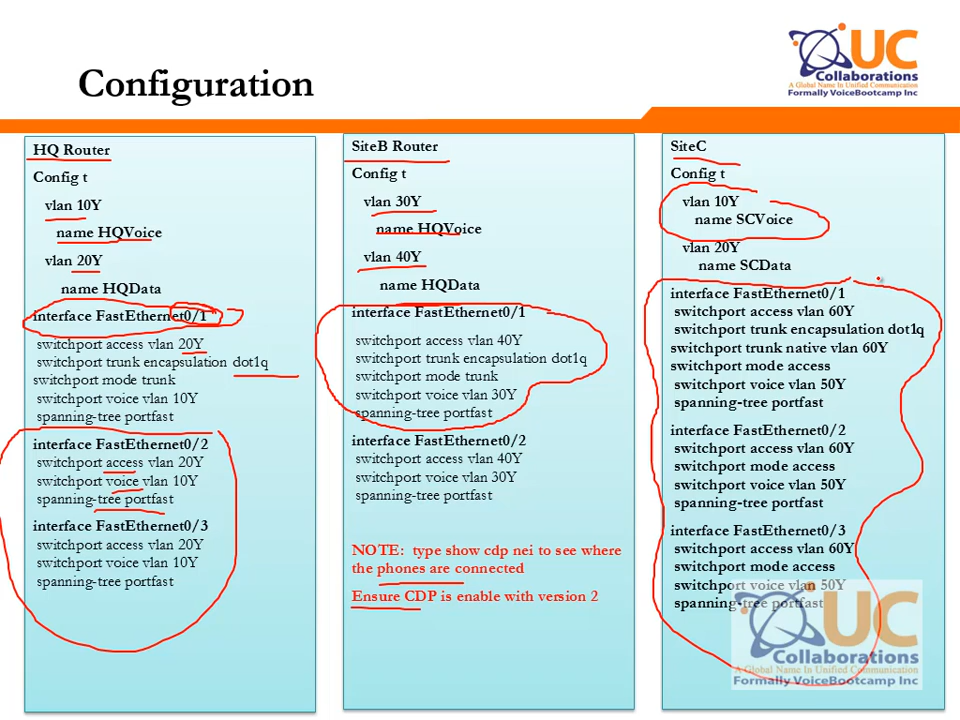 UC
Collaborations
A Global Name In Unified Communication
Formally VoiceBootcamp Inc
Configuration
HQ Router
Config t
vlan 10Y
name HQVoice
vlan 20Y
name HQData
interface FastEthernet0/1
switchport access vlan 20Y
switchport trunk encapsulation dot1q
switchport mode trunk
switchport voice vlan 10Y
spanning-tree portfast
interface FastEthernet0/2
switchport access vlan 20Y
switchport voice vlan 10Y
spanning-tree portfast
interface FastEthernet0/3
switchport access vlan 20Y
switchport voice vlan 10Y
spanning-tree portfast
SiteB Router
Config t
vlan 30Y
name HQVoice
vlan 40Y
name HQData
interface FastEthernet0/1
switchport access vlan 40Y
switchport trunk encapsulation dot1q
switchport mode trunk
switchport voice vlan 30Y
spanning-tree portfast
interface FastEthernet0/2
switchport access vlan 40Y
switchport voice vlan 30Y
spanning-tree portfast
NOTE: type show cdp nei to see where
the phones are connected
Ensure CDP is enable with version 2
SiteC
Config t
vlan 10Y
name SCVoice
vlan 20Y
name SCData
interface FastEthernet0/1
switchport access vlan 60Y
switchport trunk encapsulation dot1q
switchport trunk native vlan 60Y
switchport mode access
switchport voice vlan 50Y
spanning-tree portfast
interface FastEthernet0/2
switchport access vlan 60Y
switchport mode access
switchport voice vlan 50Y
spanning-tree portfast
interface FastEthernet0/3
switchport access vlan 60Y
switchport mode access
switchport voice vlan 50Y
spanning-tree portfast
UC
Collaborations
A Global Name In Unified Communication
Formally VoiceBootcamp Inc